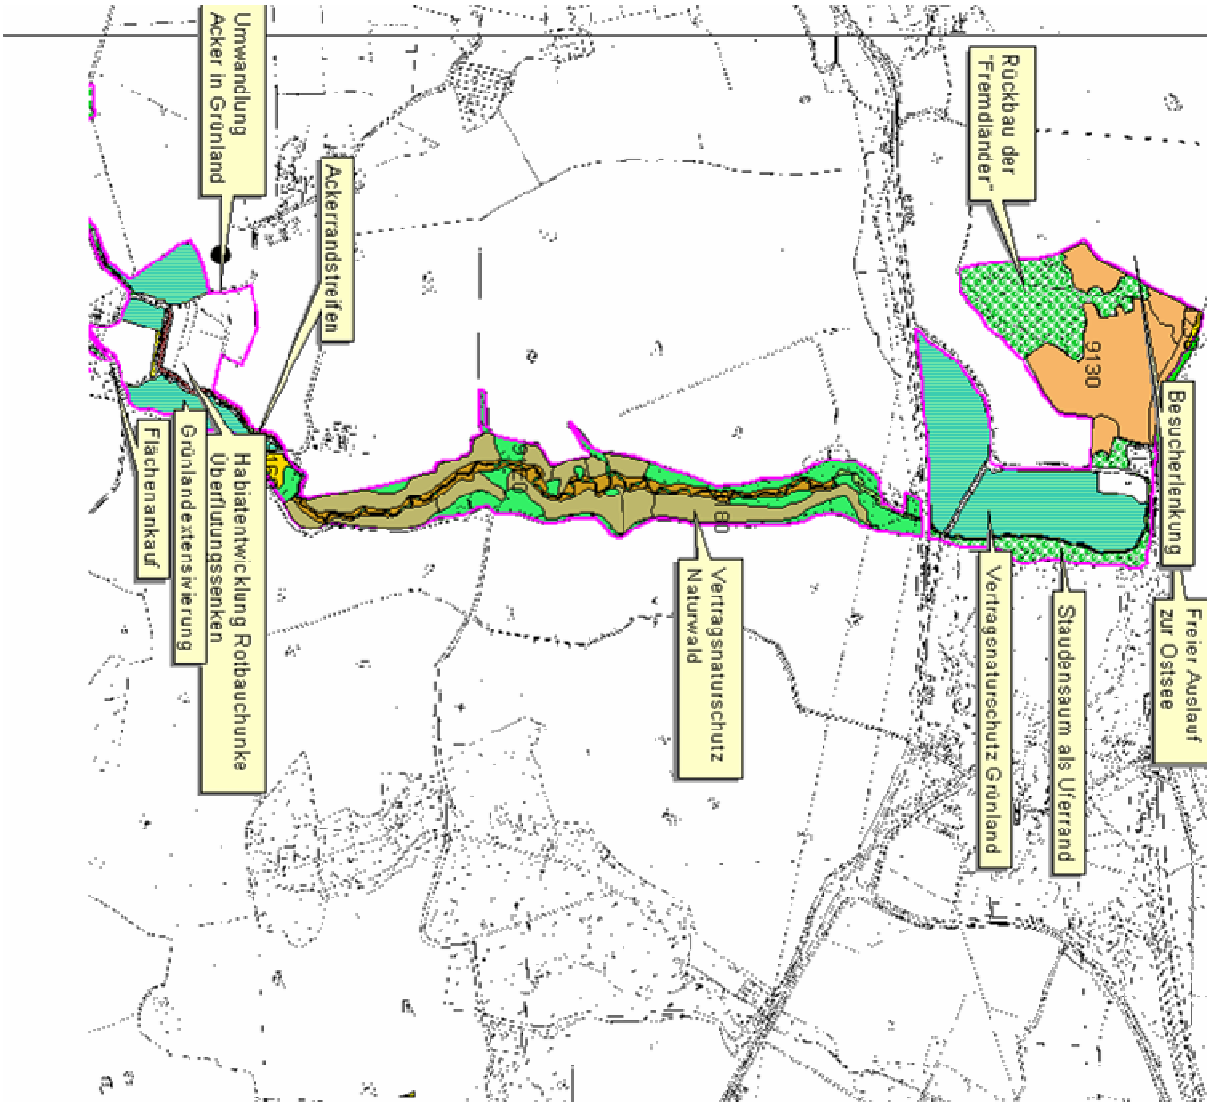 Umwandlung
Acker in Grünland
Ackerrandstreifen
Rückbau der
"Fremdländer"
9130
Besucherlenkung
Freier Auslauf
zur Ostsee
Staudensaum als Uferrand
Vertragsnaturschutz Grünland
Vertragsnaturschutz
Naturwald
Habiatentwicklung Rotbauchunke
Überflutungssenken
Grünlandextensivierung
Flächenankauf